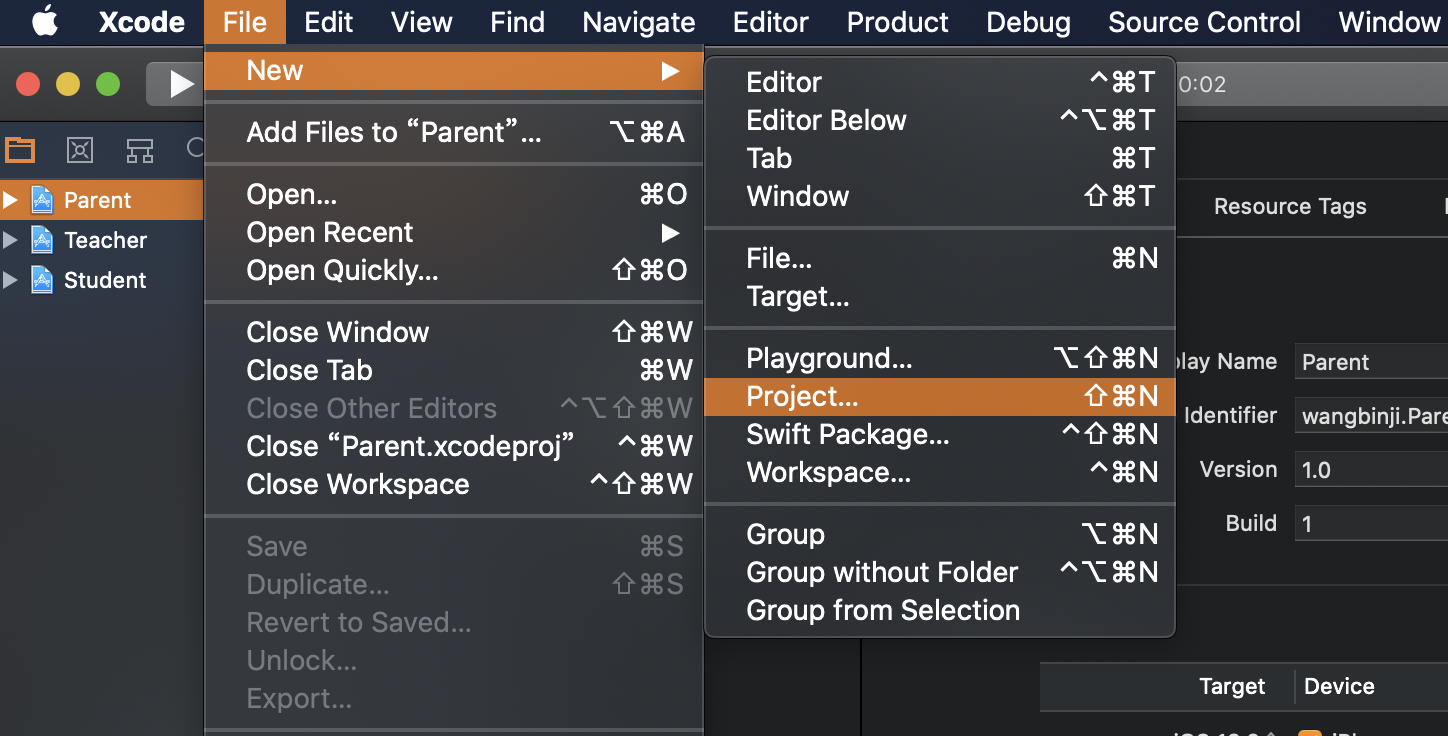 Xcode File Edit View Find Navigate Editor Product Debug Source Control Window
New ▶
Add Files to “Parent”... ⌥⌘A
Open... ⌘O
Open Recent ▶
Open Quickly... ⇧⌘O
Close Window ⇧⌘W
Close Tab ⌘W
Close Other Editors ^⌥⇧⌘W
Close “Parent.xcodeproj” ^⌘W
Close Workspace ^⇧⌘W
Save ⌘S
Duplicate... ⇧⌘S
Revert to Saved...
Unlock...
Export...
Editor ^⌘T
Editor Below ^⌥⌘T
Tab ⌘T
Window ⇧⌘T
File... ⌘N
Target...
Playground... ⌥⇧⌘N
Project... ⇧⌘N
Swift Package... ^⇧⌘N
Workspace... ^⌘N
Group ⌥⌘N
Group without Folder ^⌥⌘N
Group from Selection
Parent
Teacher
Student
0:02
Resource Tags
play Name Parent
Identifier wangbinji.Pare
Version 1.0
Build 1
Target Device